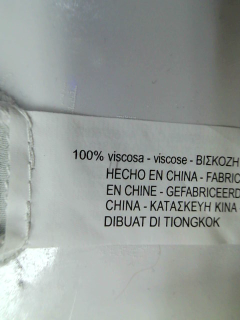 100% viscosa - viscose - ΒΙΣΚΟΖΗ
HECHO EN CHINA - FABRIC
EN CHINE - GEFABRICEERD
CHINA - ΚΑΤΑΣΚΕΥΗ ΚΙΝΑ
DIBUAT DI TIONGKOK